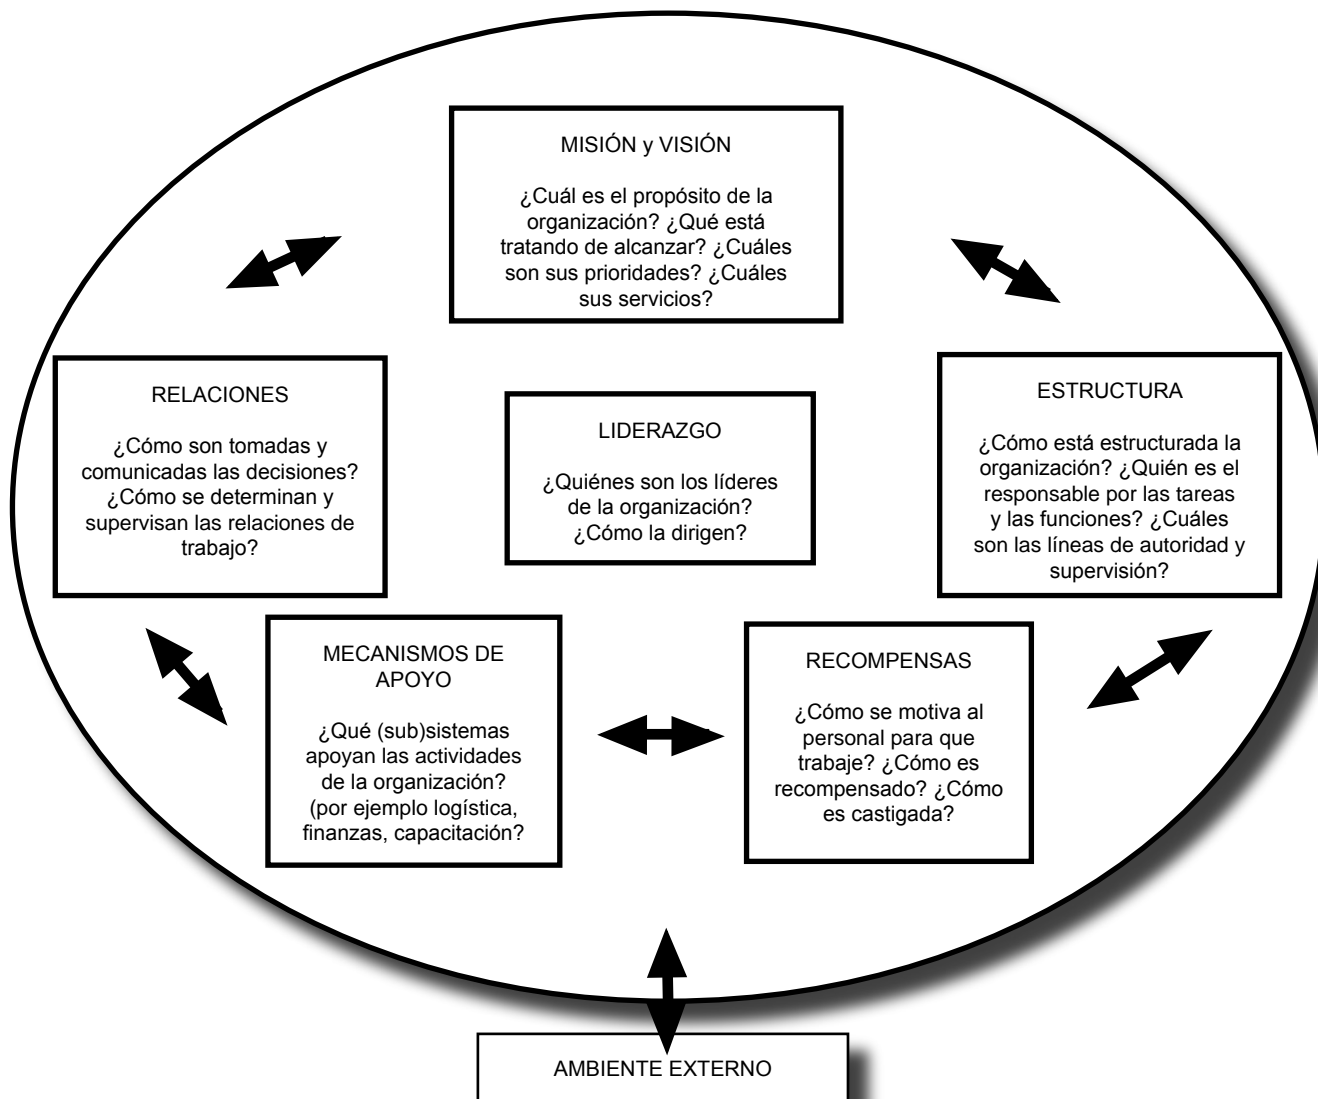 MISIÓN y VISIÓN
¿Cuál es el propósito de la
organización? ¿Qué está
tratando de alcanzar? ¿Cuáles
son sus prioridades? ¿Cuáles
sus servicios?
RELACIONES
¿Cómo son tomadas y
comunicadas las decisiones?
¿Cómo se determinan y
supervisan las relaciones de
trabajo?
LIDERAZGO
¿Quiénes son los líderes
de la organización?
¿Cómo la dirigen?
ESTRUCTURA
¿Cómo está estructurada la
organización? ¿Quién es el
responsable por las tareas
y las funciones? ¿Cuáles
son las líneas de autoridad y
supervisión?
MECANISMOS DE
APOYO
¿Qué (sub)sistemas
apoyan las actividades
de la organización?
(por ejemplo logística,
finanzas, capacitación?
RECOMPENSAS
¿Cómo se motiva al
personal para que
trabaje? ¿Cómo es
recompensado? ¿Cómo
es castigada?
AMBIENTE EXTERNO